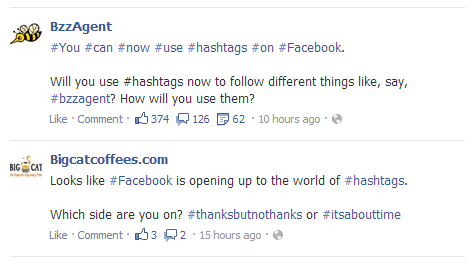 BzzAgent
#You #can #now #use #hashtags #on #Facebook.
Will you use #hashtags now to follow different things like, say,
#bzzagent? How will you use them?
Like · Comment · 374 126 62 · 10 hours ago ·
BIG CAT
Bigcatcoffees.com
Looks like #Facebook is opening up to the world of #hashtags.
Which side are you on? #thanksbutnothanks or #itsabouttime
Like · Comment · 3 2 · 15 hours ago ·